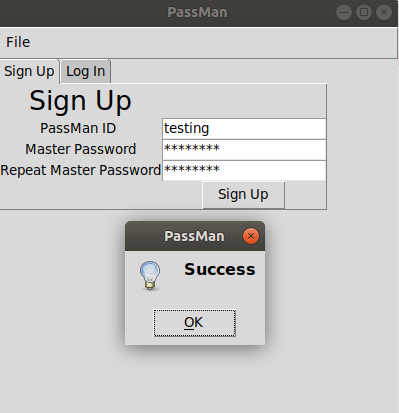 PassMan
File
Sign Up Log In
Sign Up
PassMan ID testing
Master Password ********
Repeat Master Password ********
Sign Up
PassMan
Success
OK